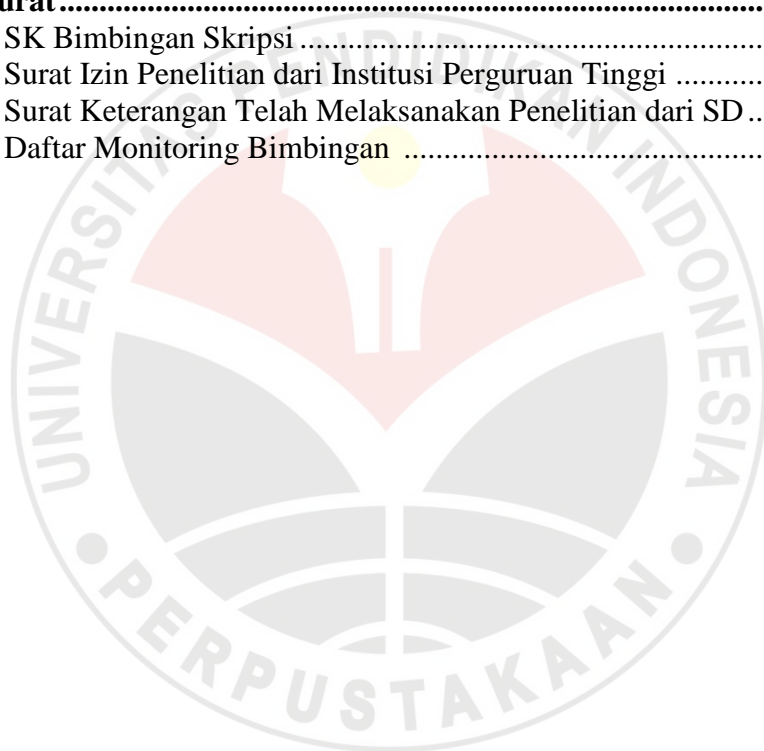 urat..........................................................................................
SK Bimbingan Skripsi ...........................................................
Surat Izin Penelitian dari Institusi Perguruan Tinggi ...........
Surat Keterangan Telah Melaksanakan Penelitian dari SD ..
Daftar Monitoring Bimbingan .............................................
UNIVERSITAS PENDIDIKAN INDONESIA
PERPUSTAKAAN